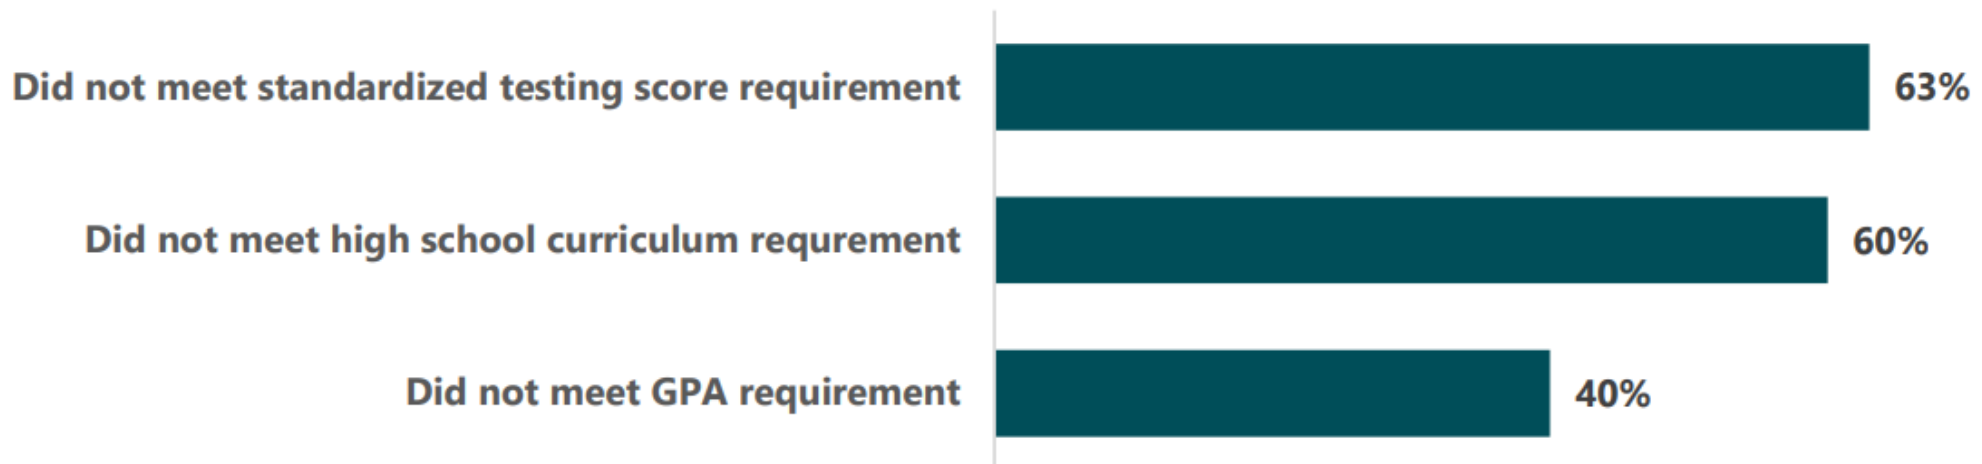 Did not meet standardized testing score requirement 63%
Did not meet high school curriculum requrement 60%
Did not meet GPA requirement 40%